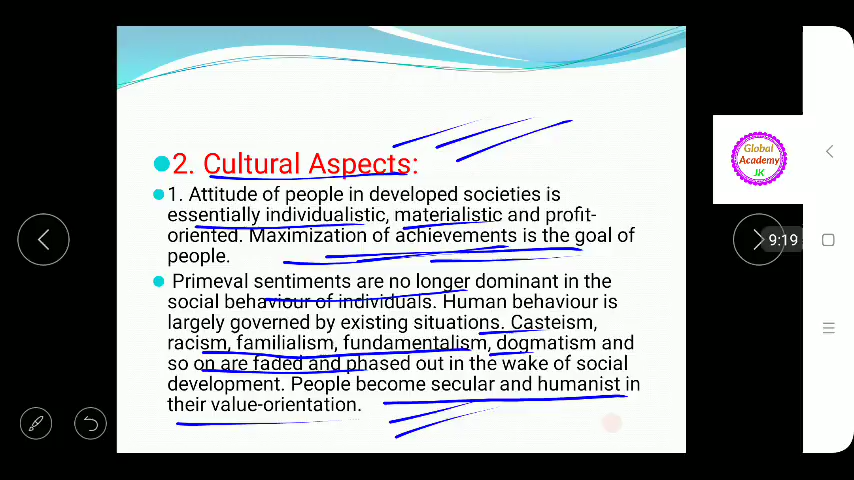 2. Cultural Aspects:
1. Attitude of people in developed societies is
essentially individualistic, materialistic and profit-
oriented. Maximization of achievements is the goal of
people.
Primeval sentiments are no longer dominant in the
social behaviour of individuals. Human behaviour is
largely governed by existing situations. Casteism,
racism, familialism, fundamentalism, dogmatism and
so on are faded and phased out in the wake of social
development. People become secular and humanist in
their value-orientation.
Global
Academy
JK
9:19